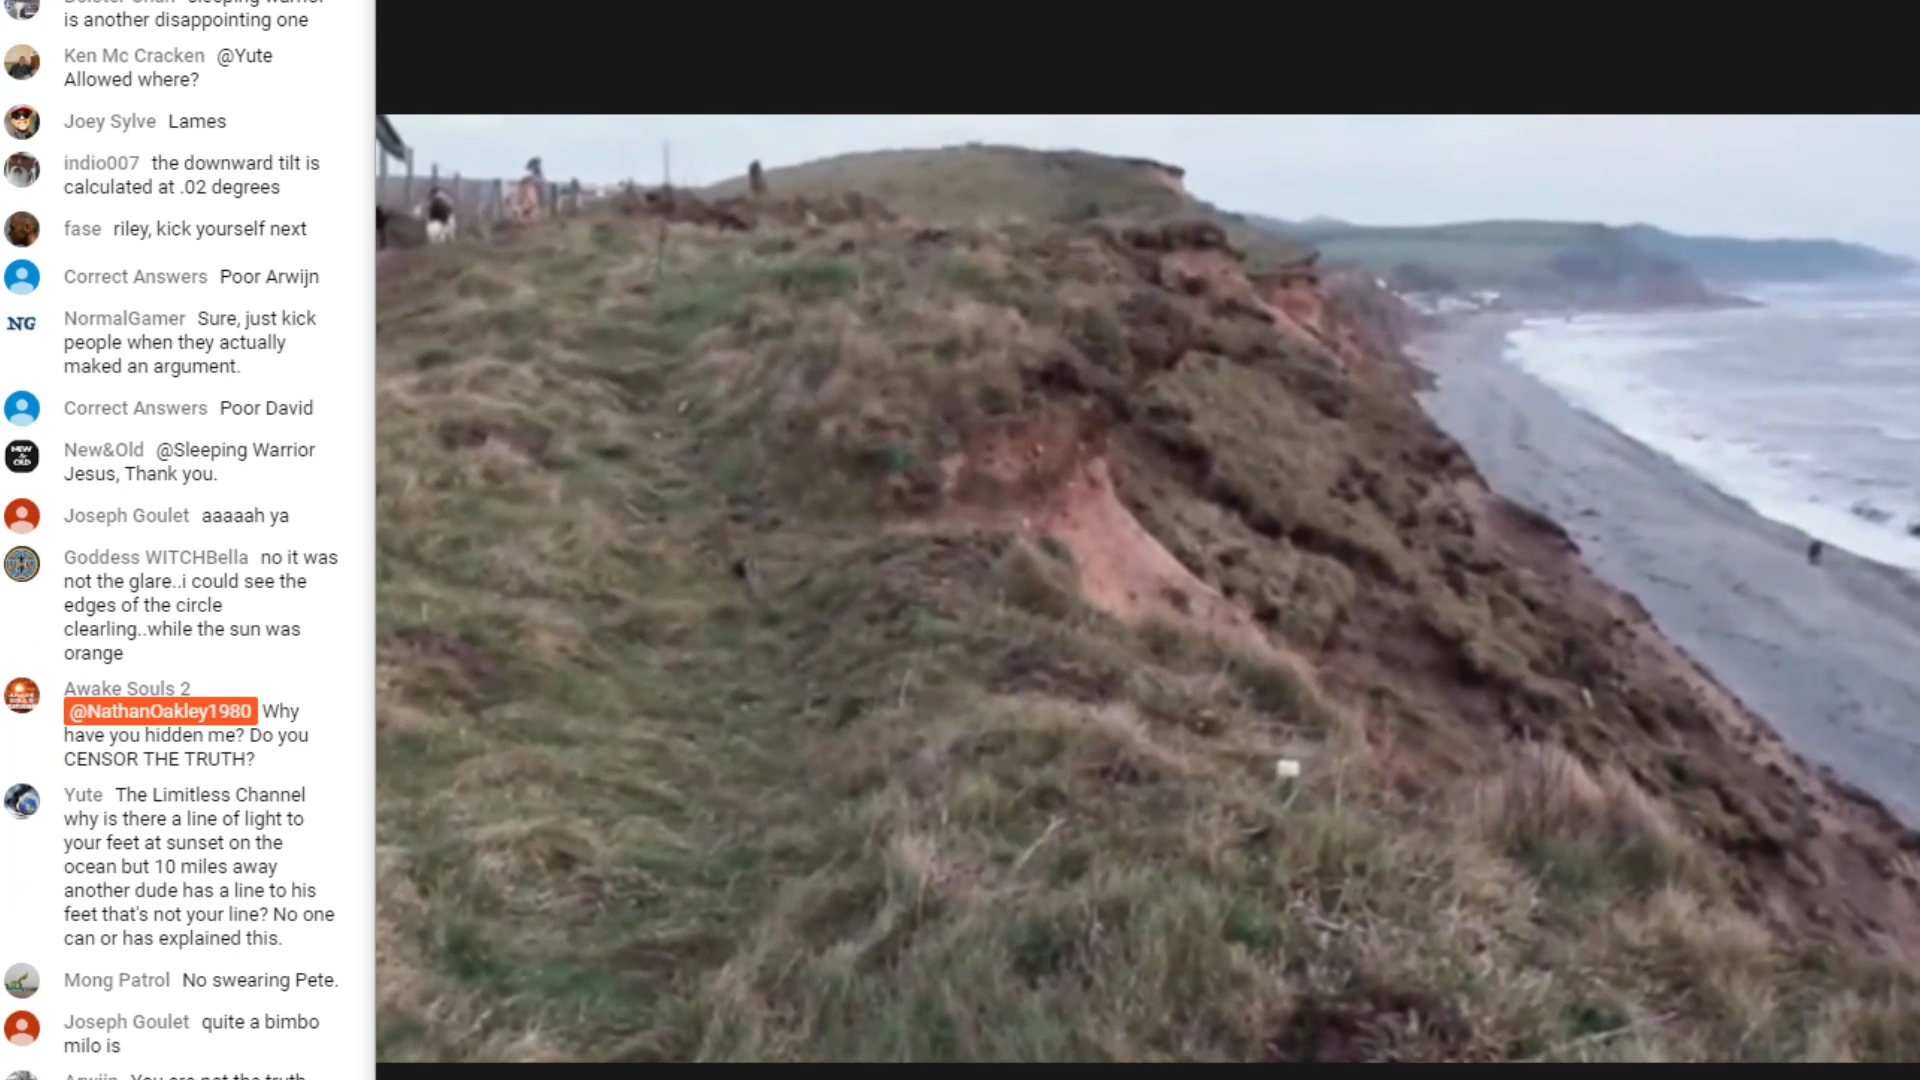 is another disappointing one
Ken Mc Cracken @Yute
Allowed where?
Joey Sylve Lames
indio007 the downward tilt is
calculated at .02 degrees
fase riley, kick yourself next
Correct Answers Poor Arwijn
NG
NormalGamer Sure, just kick
people when they actually
maked an argument.
Correct Answers Poor David
NEW & OLD
New&Old @Sleeping Warrior
Jesus, Thank you.
Joseph Goulet aaaaah ya
Goddess WITCHBella no it was
not the glare..i could see the
edges of the circle
clearling..while the sun was
orange
Awake Souls 2
@NathanOakley1980 Why
have you hidden me? Do you
CENSOR THE TRUTH?
Yute The Limitless Channel
why is there a line of light to
your feet at sunset on the
ocean but 10 miles away
another dude has a line to his
feet that's not your line? No one
can or has explained this.
Mong Patrol No swearing Pete.
Joseph Goulet quite a bimbo
milo is